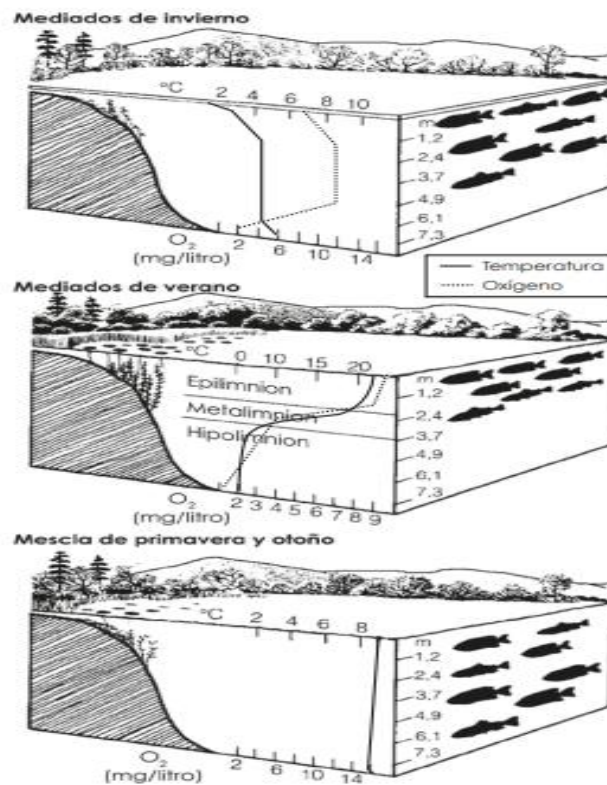 Mediados de invierno
°C 2 4 6 8 10
m
1,2
2,4
3,7
4,9
6,1
7,3
O₂ 2 6 10 14
(mg/litro)
Temperatura
Oxígeno
Mediados de verano
°C 0 10 15 20
Epilimnion
Metalimnion
Hipolimnion
m
1,2
2,4
3,7
4,9
6,1
7,3
O₂ 2 3 4 5 6 7 8 9
(mg/litro)
Mescla de primavera y otoño
°C 2 4 6 8
m
1,2
2,4
3,7
4,9
6,1
7,3
O₂ 2 6 10 14
(mg/litro)